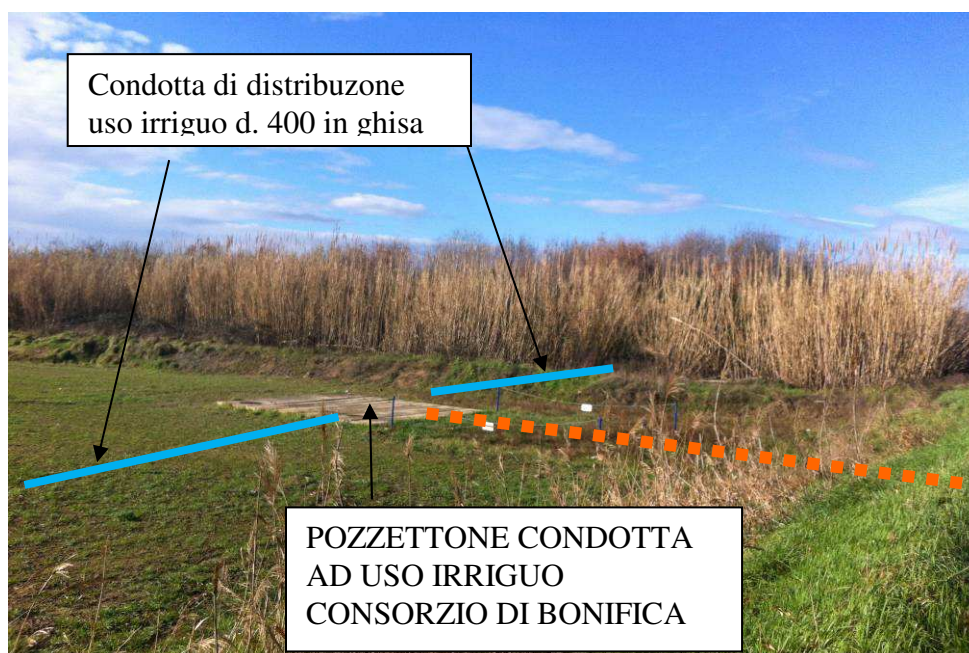 Condotta di distribuzone
uso irriguo d. 400 in ghisa
POZZETTONE CONDOTTA
AD USO IRRIGUO
CONSORZIO DI BONIFICA